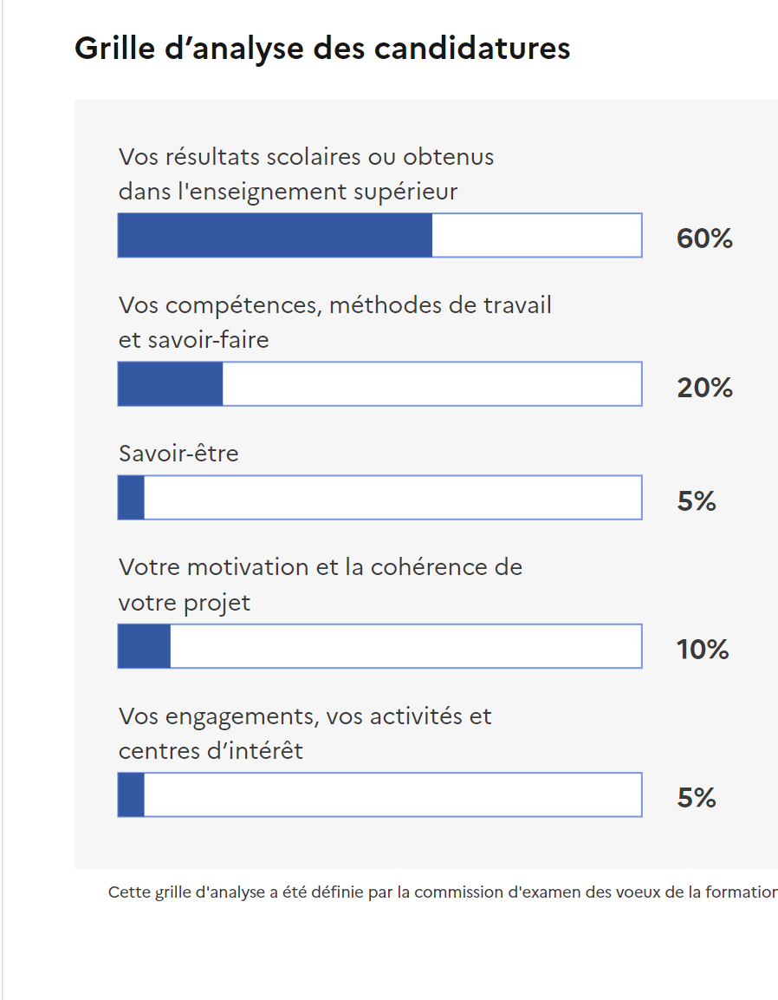 Grille d’analyse des candidatures
Vos résultats scolaires ou obtenus
dans l'enseignement supérieur
60%
Vos compétences, méthodes de travail
et savoir-faire
20%
Savoir-être
5%
Votre motivation et la cohérence de
votre projet
10%
Vos engagements, vos activités et
centres d’intérêt
5%
Cette grille d'analyse a été définie par la commission d'examen des voeux de la formation